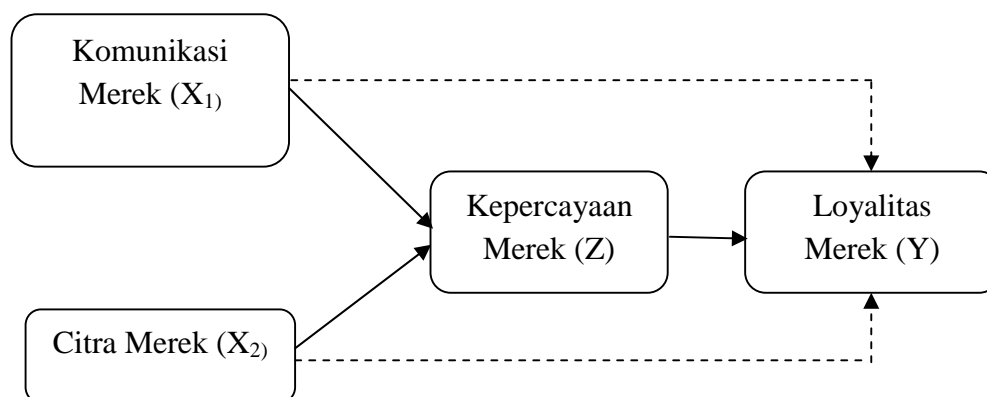 Komunikasi
Merek (X₁₎
Kepercayaan
Merek (Z)
Loyalitas
Merek (Y)
Citra Merek (X₂₎